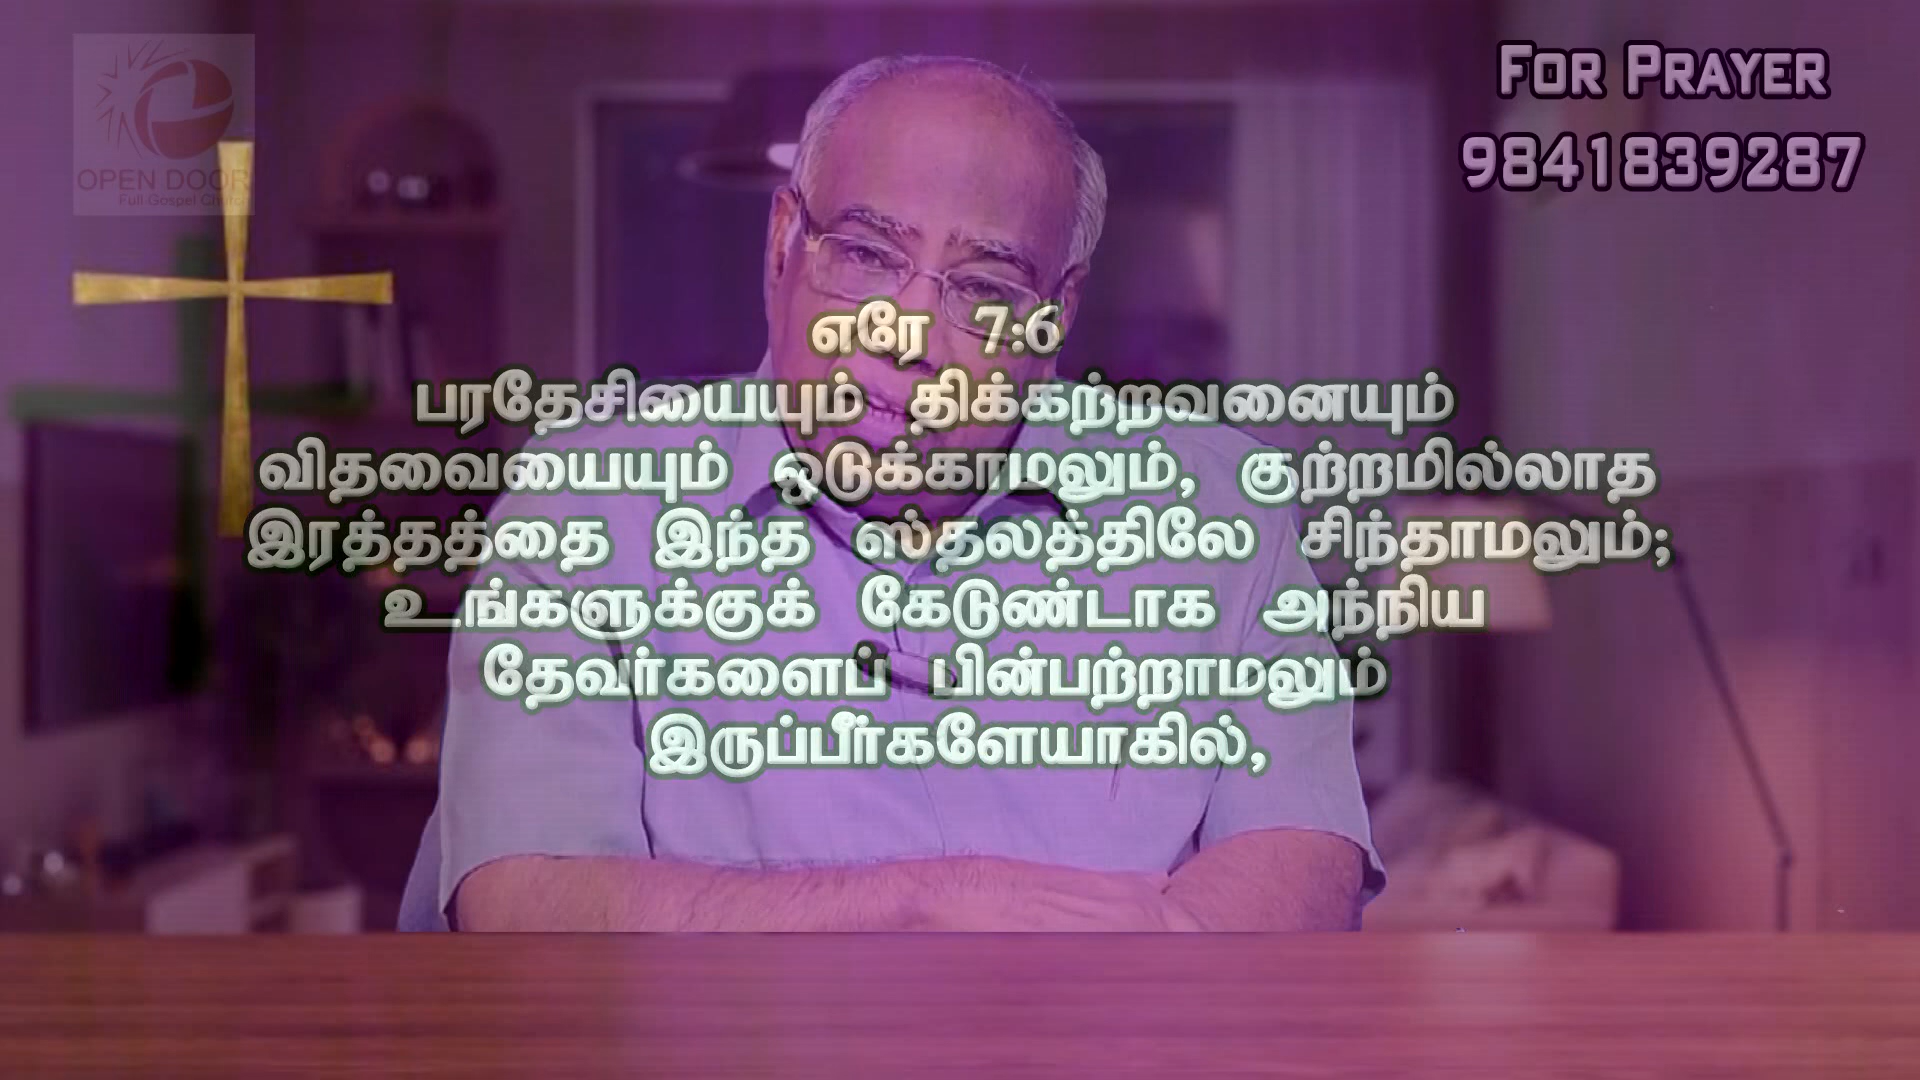 OPEN DOOR
Full Gospel Church
For Prayer
9841839287
எரே 7:6
பரதேசியையும் திக்கற்றவனையும்
விதவையையும் ஒடுக்காமலும், குற்றமில்லாத
இரத்தத்தை இந்த ஸ்தலத்திலே சிந்தாமலும்;
உங்களுக்குக் கேடுண்டாக அந்நிய
தேவர்களைப் பின்பற்றாமலும்
இருப்பீர்களேயாகில்,